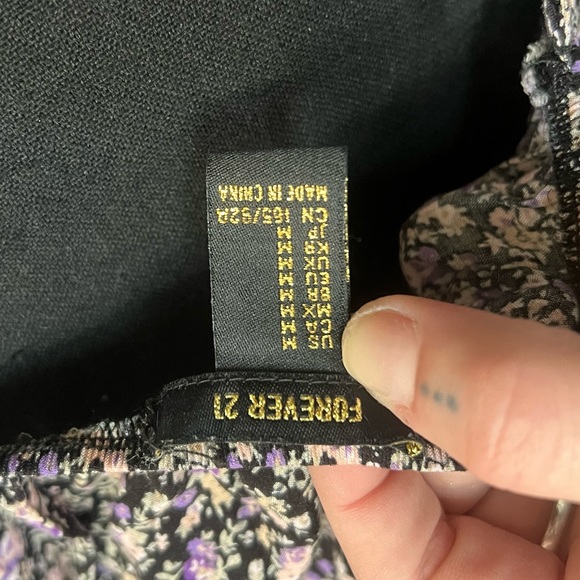 FOREVER 21
US M
CA M
MX M
BR M
EU M
UK M
KR M
JP M
CN 165/92A
MADE IN CHINA